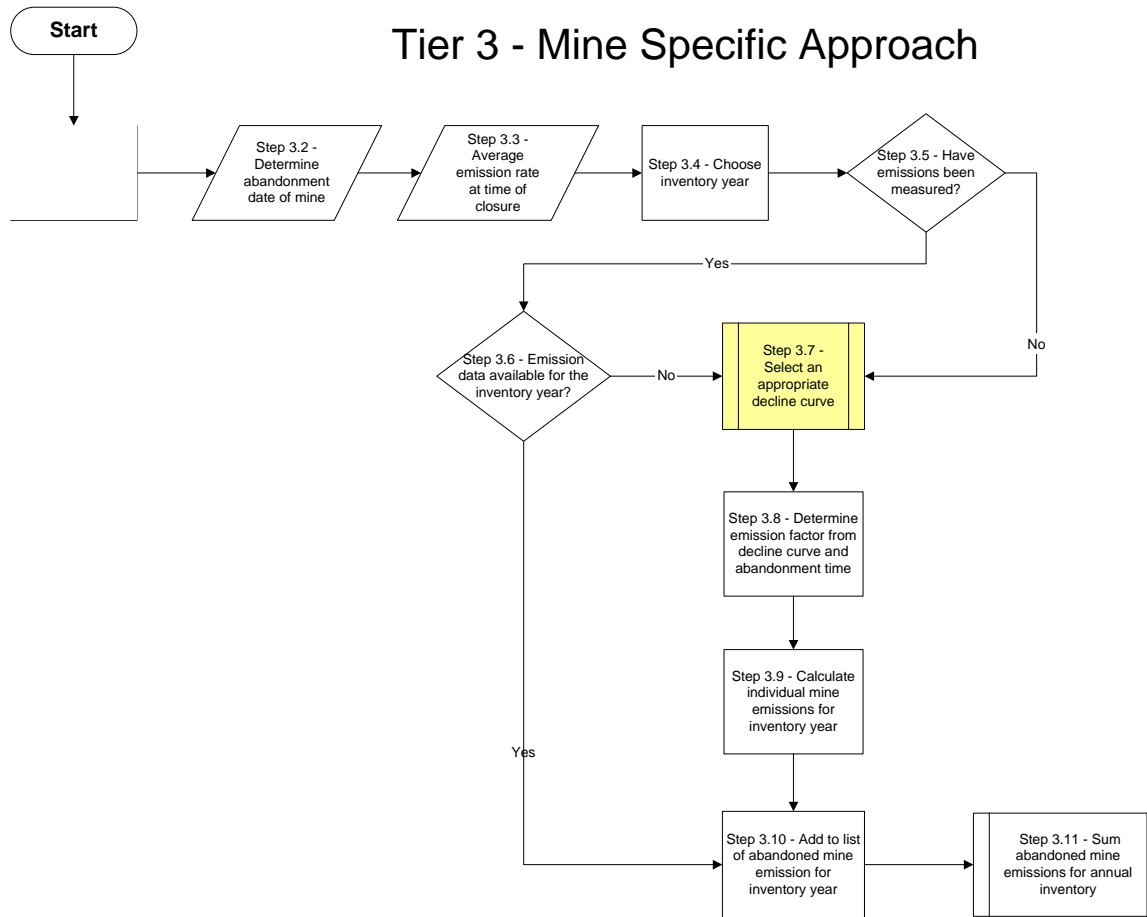 Start
Tier 3 - Mine Specific Approach
Step 3.2 -
Determine
abandonment
date of mine
Step 3.3 -
Average
emission rate
at time of
closure
Step 3.4 - Choose
inventory year
Step 3.5 - Have
emissions been
measured?
Yes
No
Step 3.6 - Emission
data available for the
inventory year?
No
Step 3.7 -
Select an
appropriate
decline curve
Step 3.8 - Determine
emission factor from
decline curve and
abandonment time
Step 3.9 - Calculate
individual mine
emissions for
inventory year
Yes
Step 3.10 - Add to list
of abandoned mine
emission for
inventory year
Step 3.11 - Sum
abandoned mine
emissions for annual
inventory